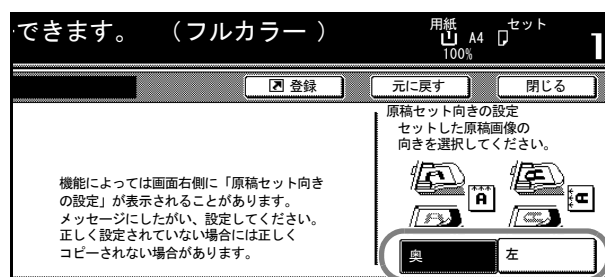 できます。 （フルカラー ）
用紙 A4 セット 1
100%
登録 元に戻す 閉じる
原稿セット向きの設定
セットした原稿画像の
向きを選択してください。
機能によっては画面右側に「原稿セット向き
の設定」が表示されることがあります。
メッセージにしたがい、設定してください。
正しく設定されていない場合には正しく
コピーされない場合があります。
奥 左